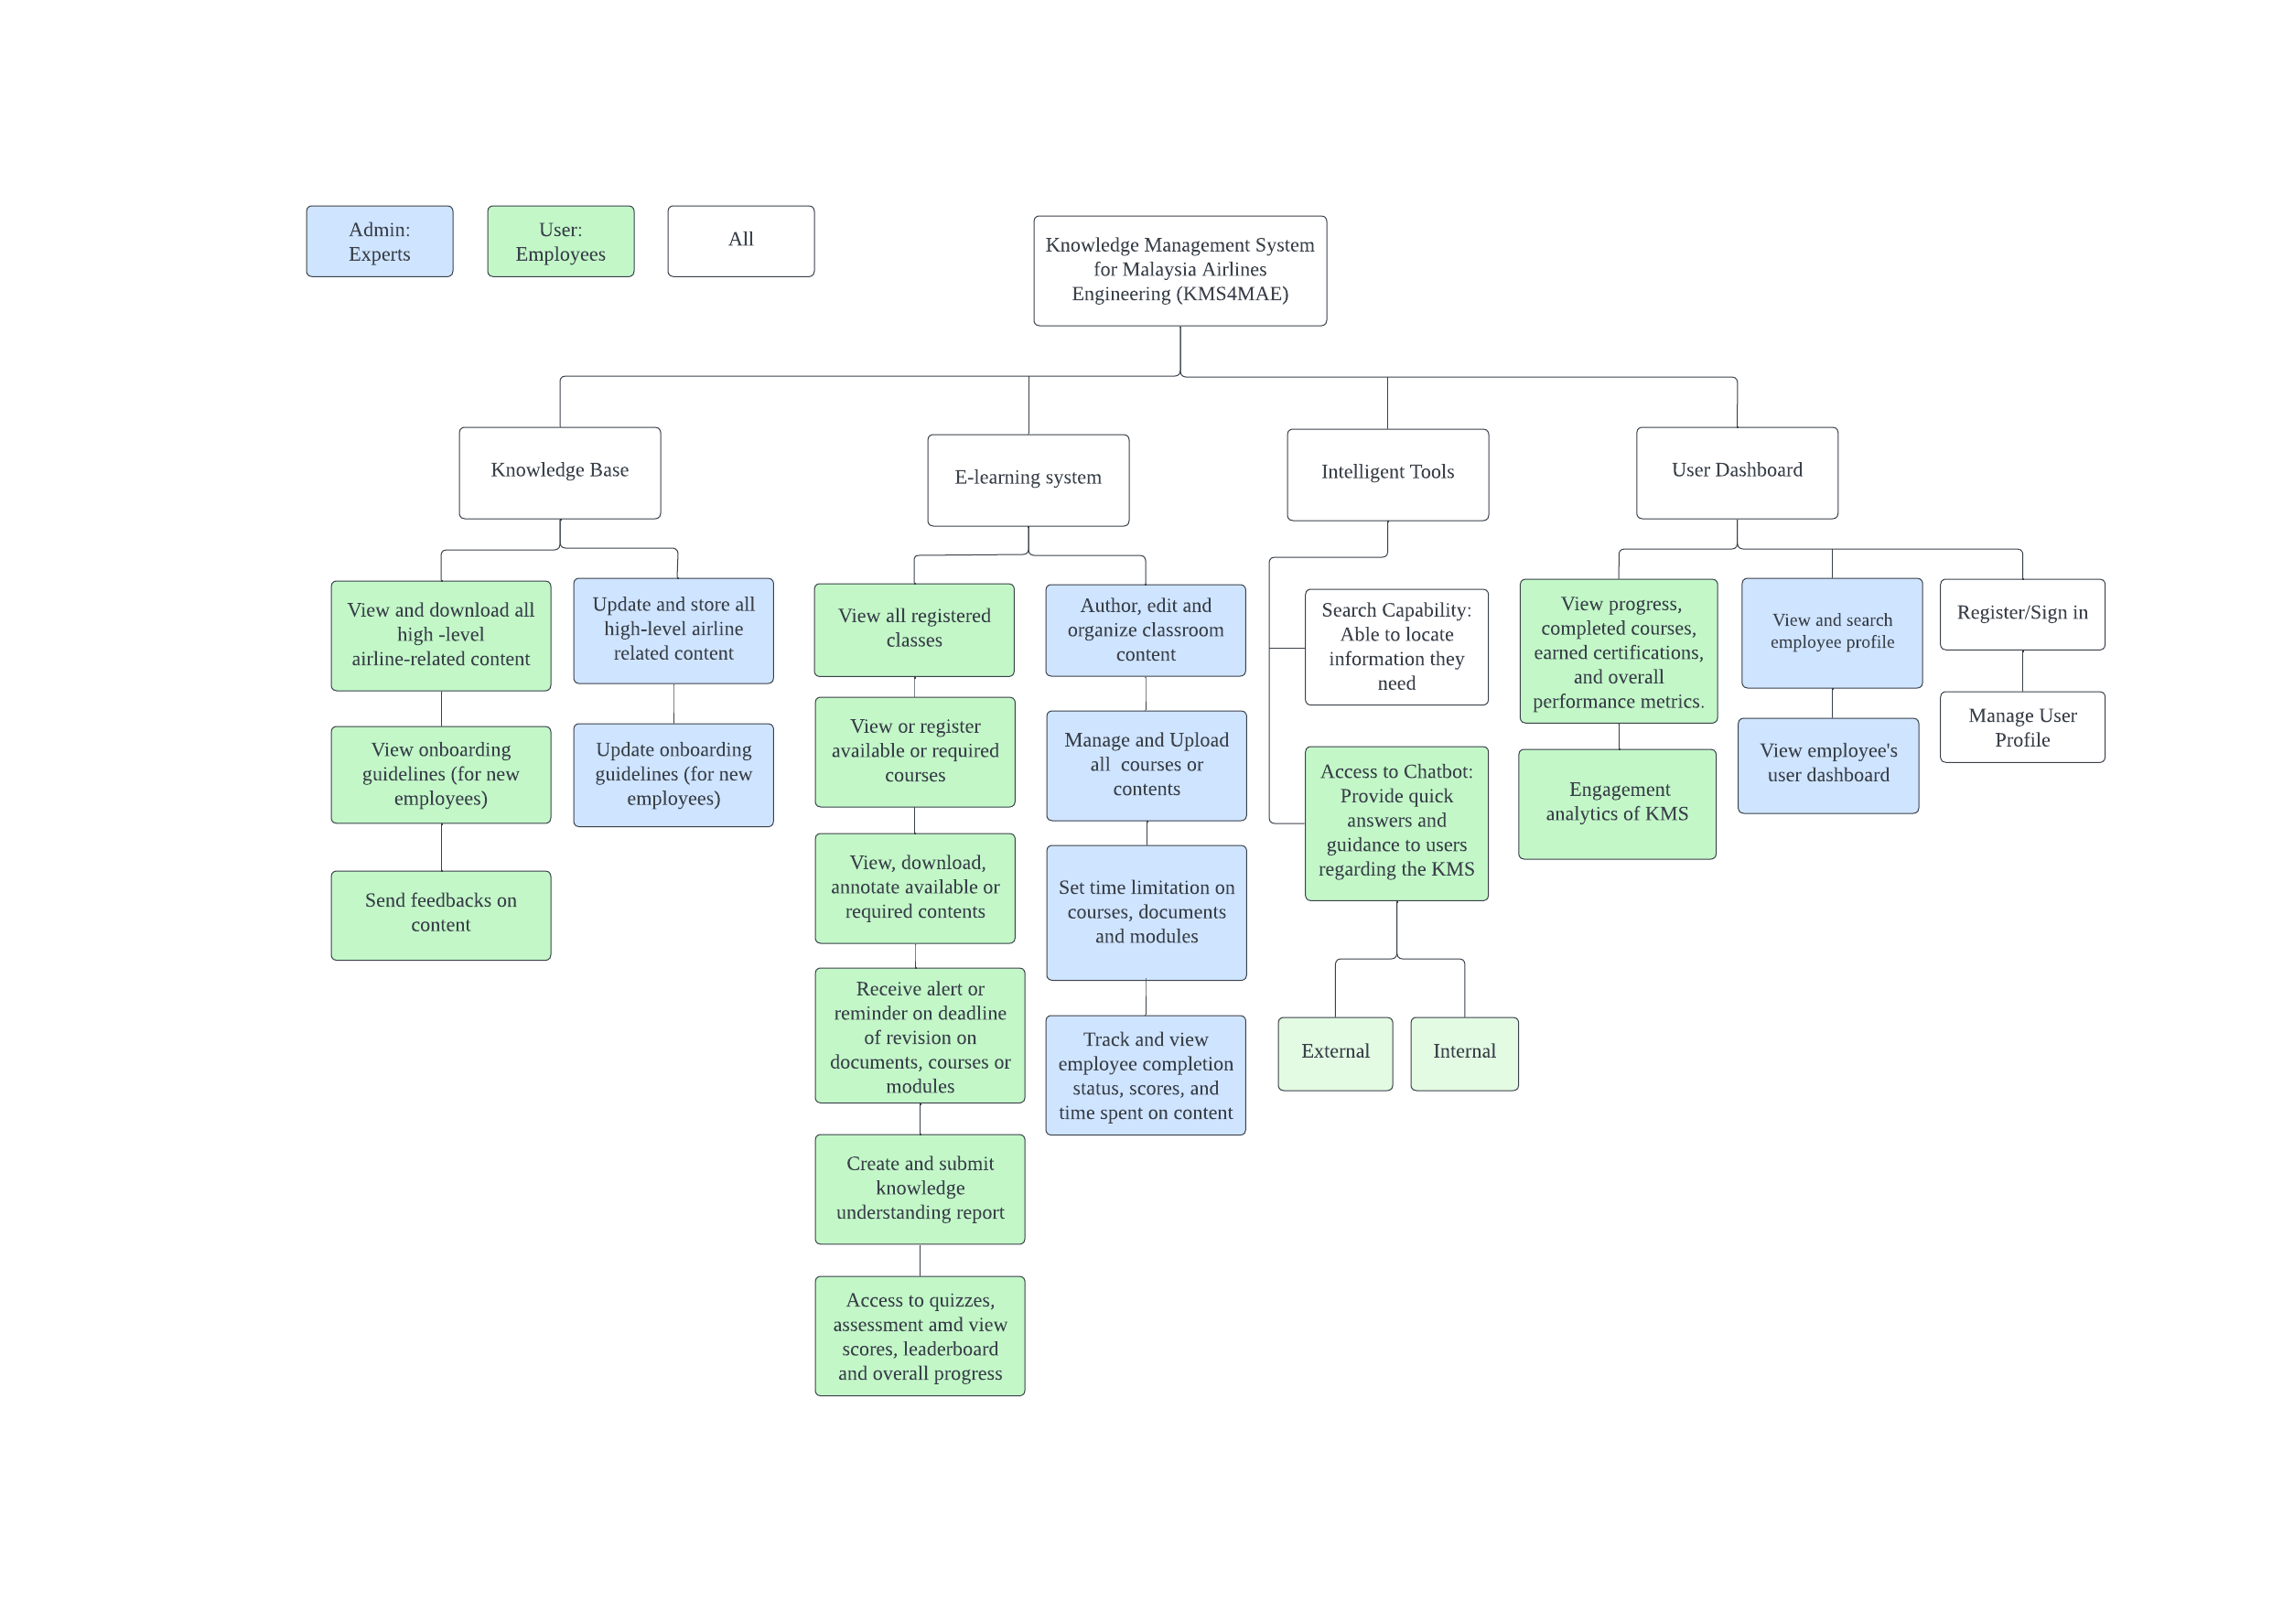 Admin:
Experts
User:
Employees
All
Knowledge Management System
for Malaysia Airlines
Engineering (KMS4MAE)
Knowledge Base
E-learning system
Intelligent Tools
User Dashboard
View and download all
high -level
airline-related content
View onboarding
guidelines (for new
employees)
Send feedbacks on
content
Update and store all
high-level airline
related content
Update onboarding
guidelines (for new
employees)
View all registered
classes
View or register
available or required
courses
View, download,
annotate available or
required contents
Receive alert or
reminder on deadline
of revision on
documents, courses or
modules
Create and submit
knowledge
understanding report
Access to quizzes,
assessment amd view
scores, leaderboard
and overall progress
Author, edit and
organize classroom
content
Manage and Upload
all  courses or
contents
Set time limitation on
courses, documents
and modules
Track and view
employee completion
status, scores, and
time spent on content
Search Capability:
Able to locate
information they
need
Access to Chatbot:
Provide quick
answers and
guidance to users
regarding the KMS
External
Internal
View progress,
completed courses,
earned certifications,
and overall
performance metrics.
Engagement
analytics of KMS
View and search
employee profile
View employee's
user dashboard
Register/Sign in
Manage User
Profile